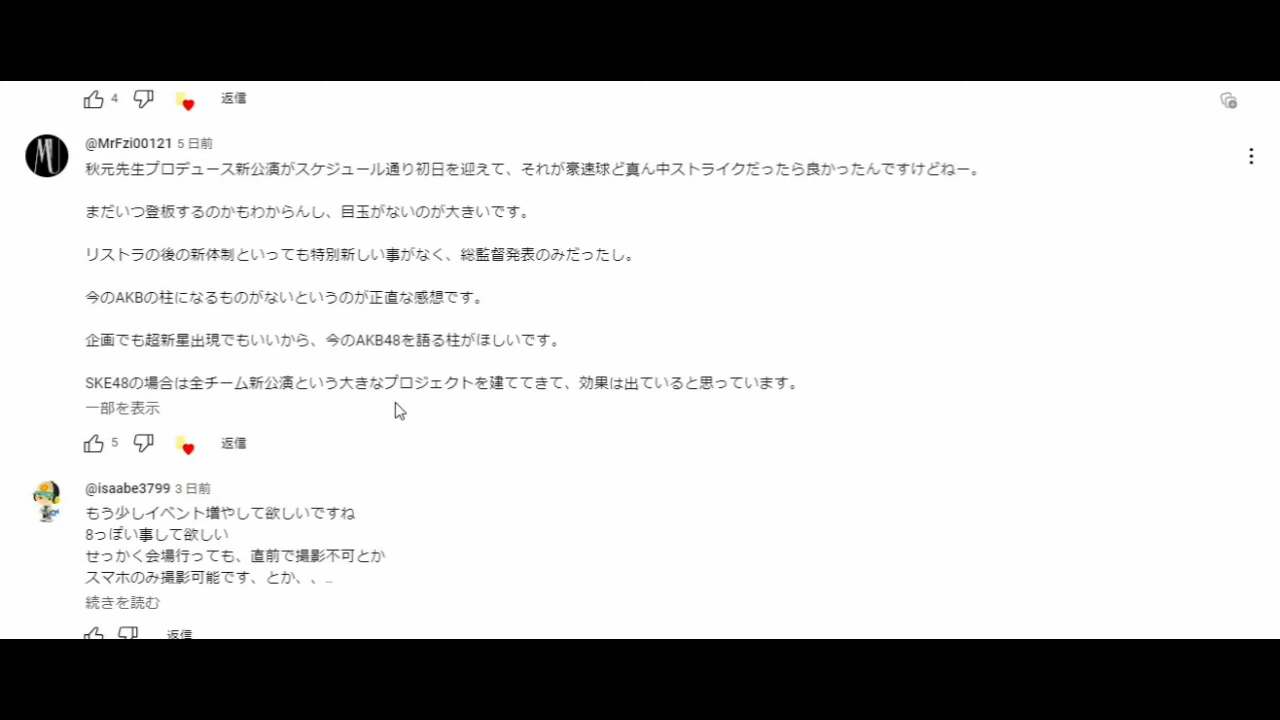 4 返信
@MrFzi00121 5 日前
秋元先生プロデュース新公演がスケジュール通り初日を迎えて、それが豪速球ど真ん中ストライクだったら良かったんですけどねー。
まだいつ登板するのかもわからんし、目玉がないのが大きいです。
リストラの後の新体制といっても特別新しい事がなく、総監督発表のみだったし。
今のAKBの柱になるものがないというのが正直な感想です。
企画でも超新星出現でもいいから、今のAKB48を語る柱がほしいです。
SKE48の場合は全チーム新公演という大きなプロジェクトを建ててきて、効果は出ていると思っています。
一部を表示
5 返信
@isaabe3799 3 日前
もう少しイベント増やして欲しいですね
8っぽい事して欲しい
せっかく会場行っても、直前で撮影不可とか
スマホのみ撮影可能です、とか、、...
続きを読む
返信